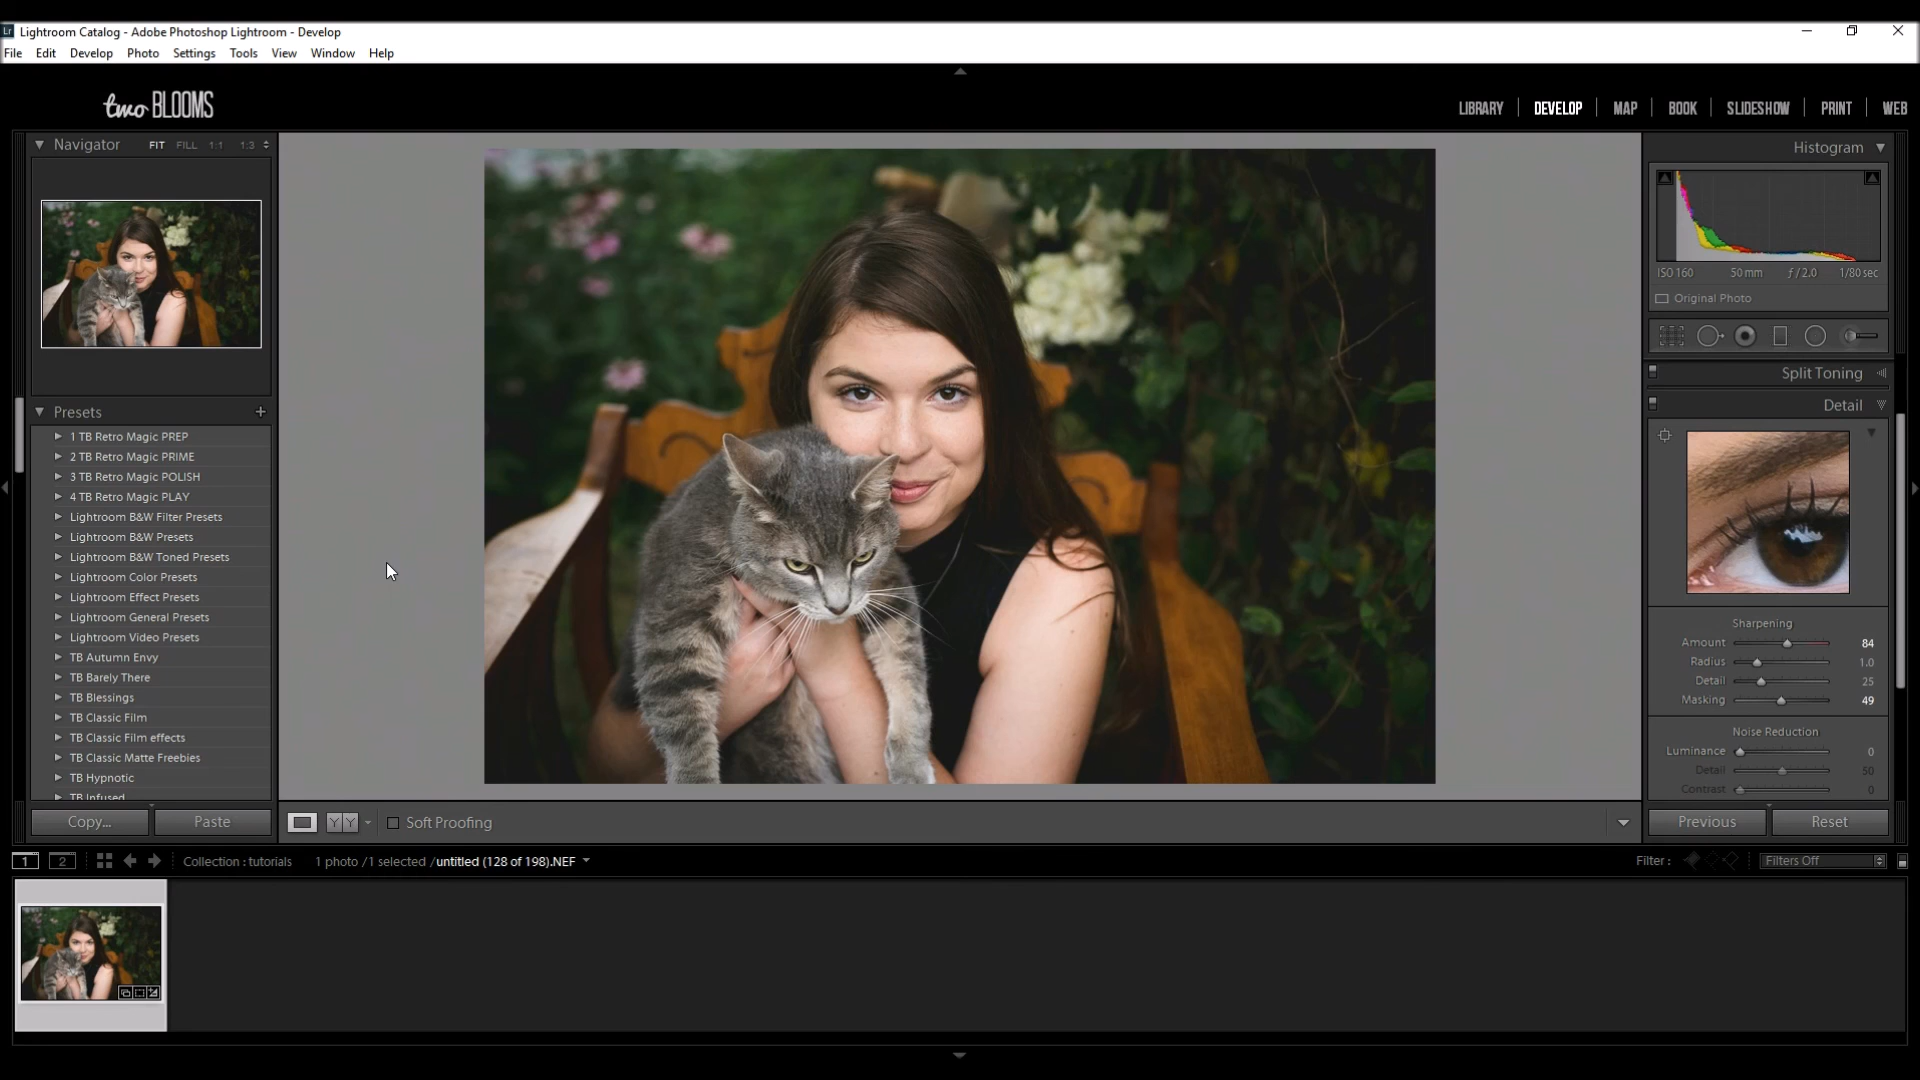 Lr Lightroom Catalog - Adobe Photoshop Lightroom - Develop
File Edit Develop Photo Settings Tools View Window Help
two BLOOMS
LIBRARY DEVELOP MAP BOOK SLIDESHOW PRINT WEB
Navigator FIT FILL 1:1 1:3
Presets +
1 TB Retro Magic PREP
2 TB Retro Magic PRIME
3 TB Retro Magic POLISH
4 TB Retro Magic PLAY
Lightroom B&W Filter Presets
Lightroom B&W Presets
Lightroom B&W Toned Presets
Lightroom Color Presets
Lightroom Effect Presets
Lightroom General Presets
Lightroom Video Presets
TB Autumn Envy
TB Barely There
TB Blessings
TB Classic Film
TB Classic Film effects
TB Classic Matte Freebies
TB Hypnotic
TB Infused
Copy... Paste
Soft Proofing
Histogram
ISO 160 50 mm ƒ / 2.0 1/80 sec
Original Photo
Split Toning
Detail
Sharpening
Amount 84
Radius 1.0
Detail 25
Masking 49
Noise Reduction
Luminance 0
Detail 50
Contrast 0
Previous Reset
1 2 Collection : tutorials 1 photo / 1 selected / untitled (128 of 198).NEF Filter : Filters Off